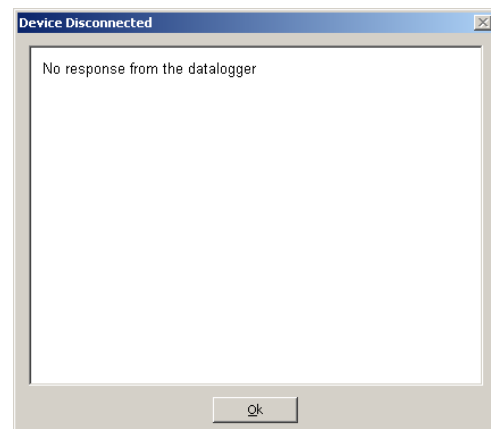 Device Disconnected
No response from the datalogger
Ok